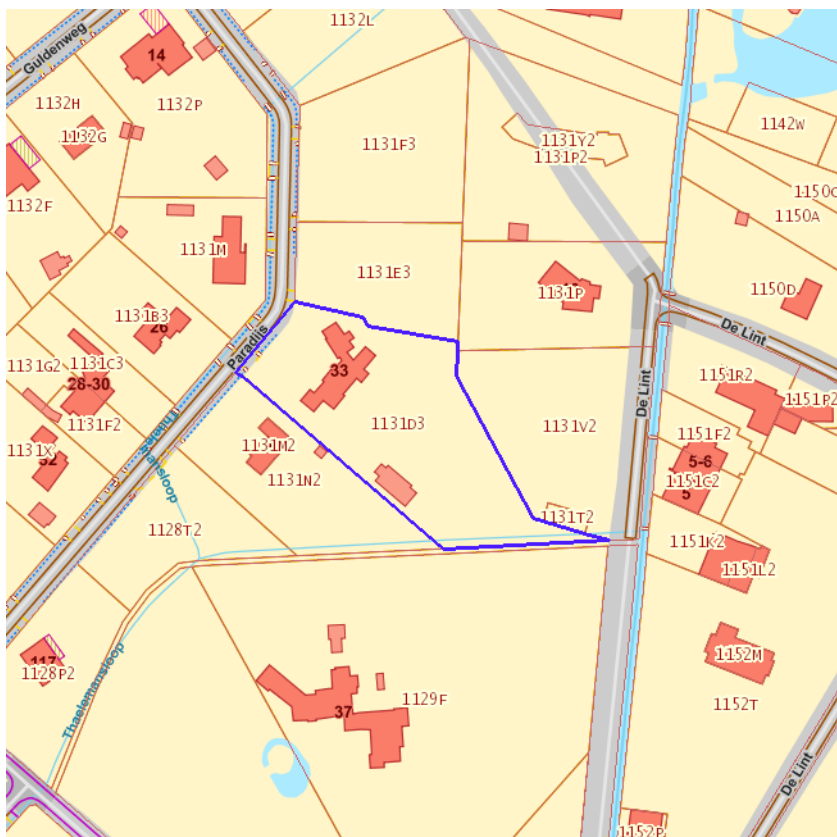 1132L
Guldenweg
14
1132H
1132P
1132G
1142W
1131Y2
1131F3
1131P2
1132F
1150C
1150A
1131M
1131E3
1131P
1150D
1131B3
26
De Lint
Paradijs
1131G2
1131C3
33
De Lint
1151R2
28-30
1151P2
1131F2
1131D3
1131V2
1151F2
1131X
32
Thaelemansloop
1131M2
5-6
1131N2
1151G2
5
1131T2
1128T2
1151K2
1151L2
117
1128P2
Thaelemansloop
1152M
1129F
1152T
37
De Lint
1152P